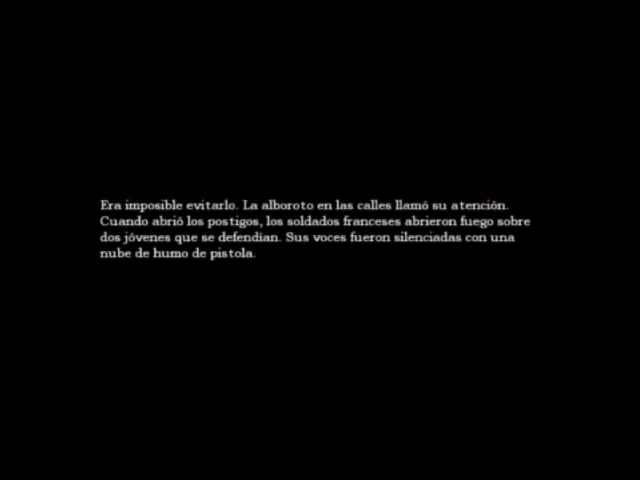 Era imposible evitarlo. La alboroto en las calles llamó su atención.
Cuando abrió los postigos, los soldados franceses abrieron fuego sobre
dos jóvenes que se defendían. Sus voces fueron silenciadas con una
nube de humo de pistola.